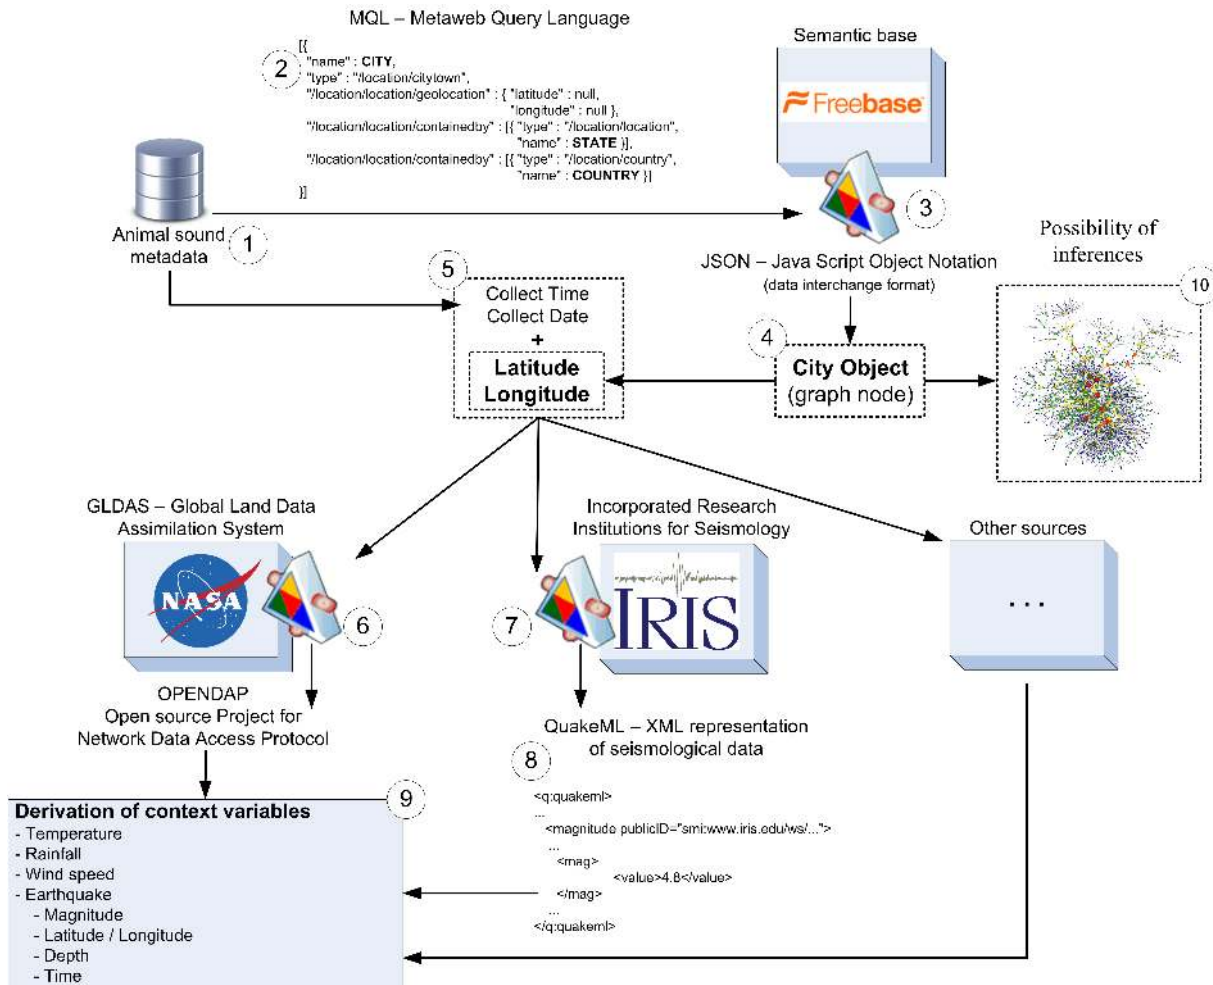 MQL – Metaweb Query Language
[{
2
"name" : CITY,
"type" : "/location/citytown",
"/location/location/geolocation" : { "latitude" : null,
"longitude" : null },
"/location/location/containedby" : [{ "type" : "/location/location",
"name" : STATE }],
"/location/location/containedby" : [{ "type" : "/location/country",
"name" : COUNTRY }]
}]
Semantic base
Freebase
3
Animal sound
metadata
1
JSON – Java Script Object Notation
(data interchange format)
Possibility of
inferences
10
5
Collect Time
Collect Date
+
Latitude
Longitude
4
City Object
(graph node)
GLDAS – Global Land Data
Assimilation System
NASA
6
Incorporated Research
Institutions for Seismology
IRIS
7
Other sources
...
OPENDAP
Open source Project for
Network Data Access Protocol
QuakeML – XML representation
of seismological data
8
<q:quakeml>
...
<magnitude publicID="smi:www.iris.edu/ws/...">
...
<mag>
<value>4.8</value>
</mag>
...
</q:quakeml>
9
Derivation of context variables
- Temperature
- Rainfall
- Wind speed
- Earthquake
- Magnitude
- Latitude / Longitude
- Depth
- Time